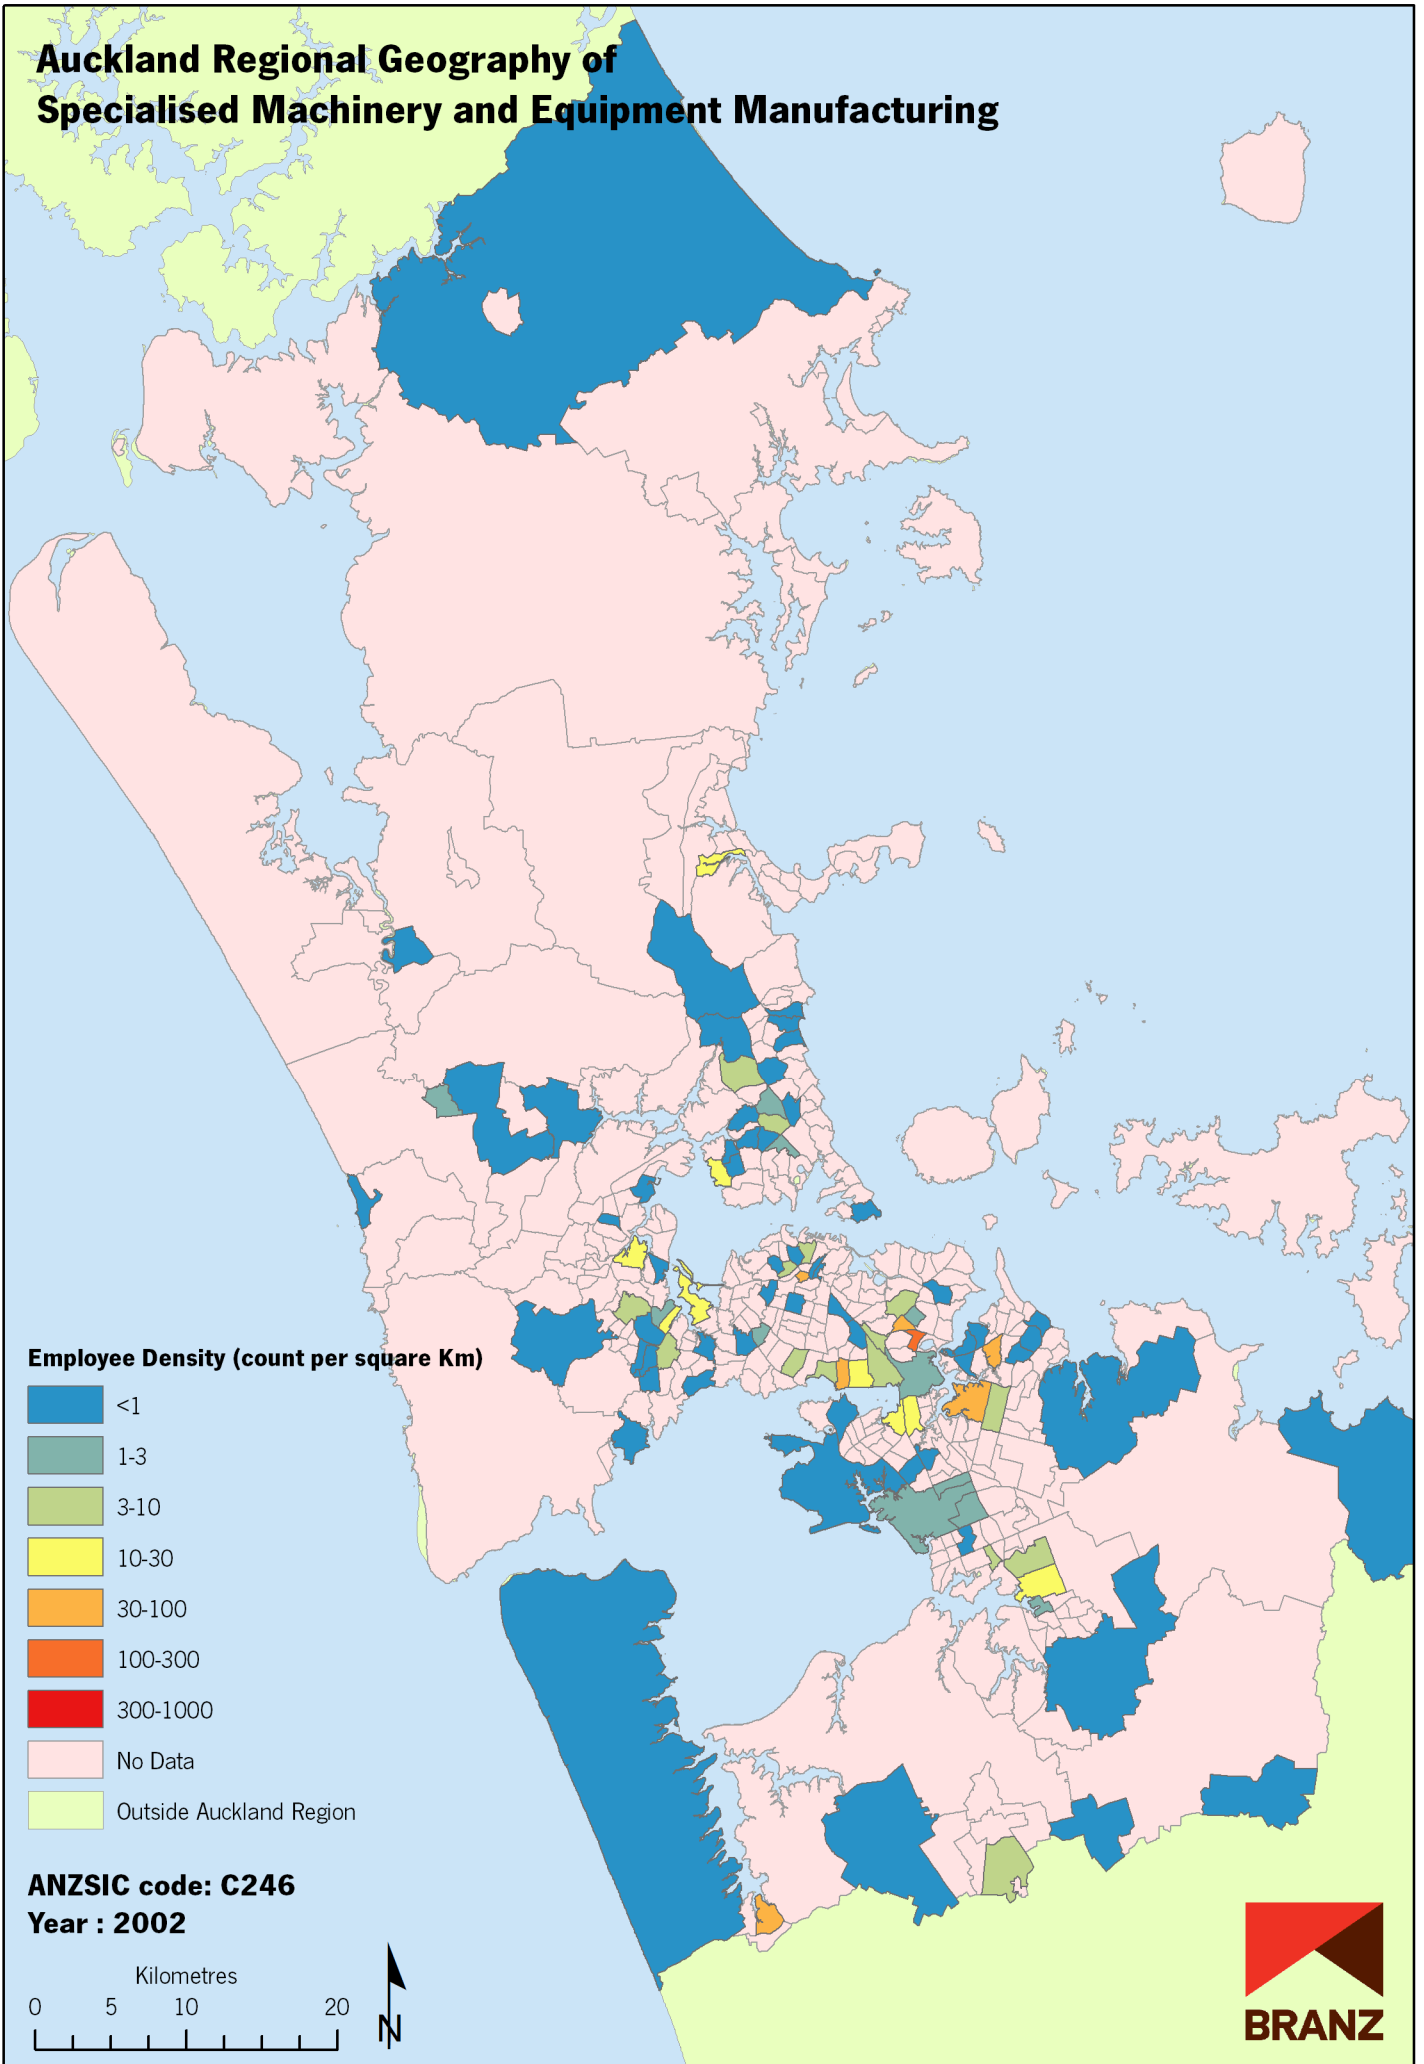 Auckland Regional Geography of
Specialised Machinery and Equipment Manufacturing
Employee Density (count per square Km)
<1
1-3
3-10
10-30
30-100
100-300
300-1000
No Data
Outside Auckland Region
ANZSIC code: C246
Year : 2002
Kilometres
0 5 10 20
N
BRANZ